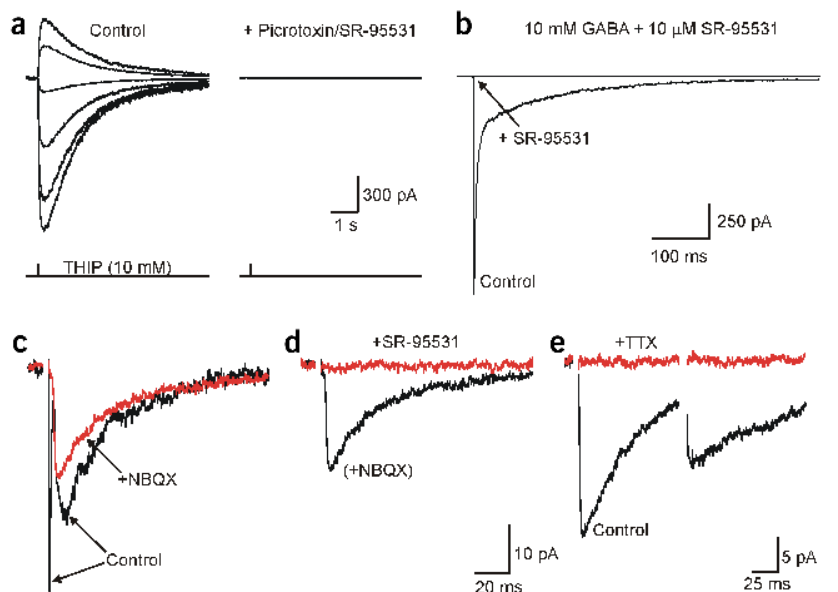 a
Control
+ Picrotoxin/SR-95531
300 pA
1 s
THIP (10 mM)
b
10 mM GABA + 10 µM SR-95531
+ SR-95531
250 pA
100 ms
Control
c
+NBQX
Control
d
+SR-95531
(+NBQX)
10 pA
20 ms
e
+TTX
Control
5 pA
25 ms